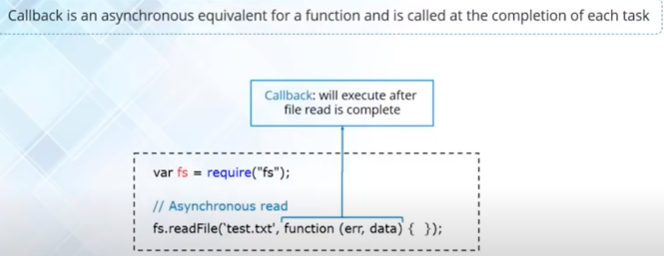 Callback is an asynchronous equivalent for a function and is called at the completion of each task
Callback: will execute after
file read is complete
var fs = require("fs");
// Asynchronous read
fs.readFile('test.txt', function (err, data) { });